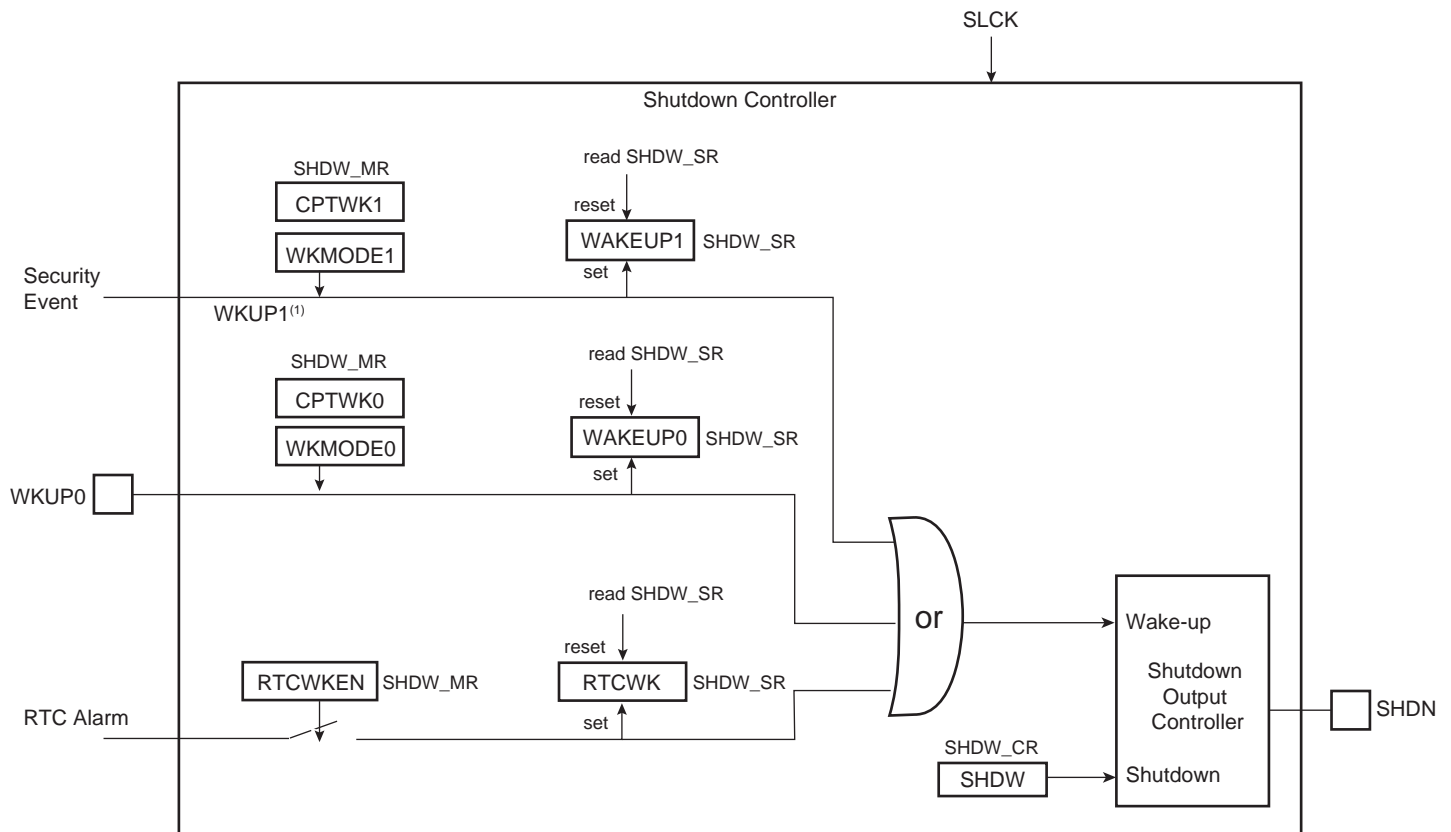 SLCK
Shutdown Controller
SHDW_MR
CPTWK1
WKMODE1
read SHDW_SR
reset
WAKEUP1 SHDW_SR
set
Security
Event
WKUP1(1)
SHDW_MR
CPTWK0
WKMODE0
read SHDW_SR
reset
WAKEUP0 SHDW_SR
set
WKUP0
read SHDW_SR
reset
RTCWKEN SHDW_MR
RTCWK SHDW_SR
set
RTC Alarm
or
Wake-up
Shutdown
Output
Controller
SHDN
SHDW_CR
SHDW
Shutdown